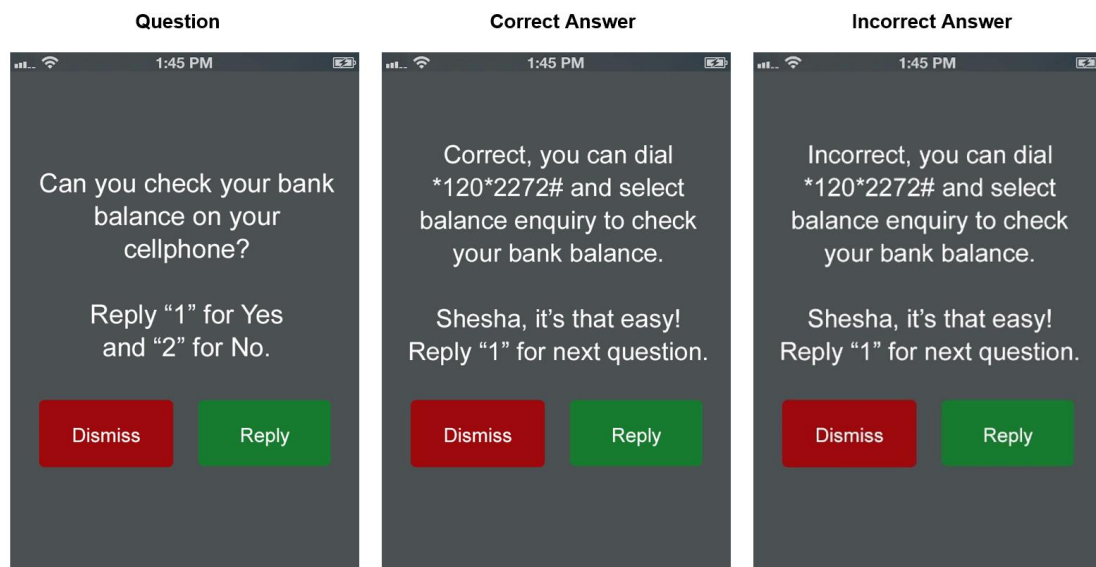 Question
1:45 PM
Can you check your bank
balance on your
cellphone?
Reply “1” for Yes
and “2” for No.
Dismiss
Reply
Correct Answer
1:45 PM
Correct, you can dial
*120*2272# and select
balance enquiry to check
your bank balance.
Shesha, it’s that easy!
Reply “1” for next question.
Dismiss
Reply
Incorrect Answer
1:45 PM
Incorrect, you can dial
*120*2272# and select
balance enquiry to check
your bank balance.
Shesha, it’s that easy!
Reply “1” for next question.
Dismiss
Reply